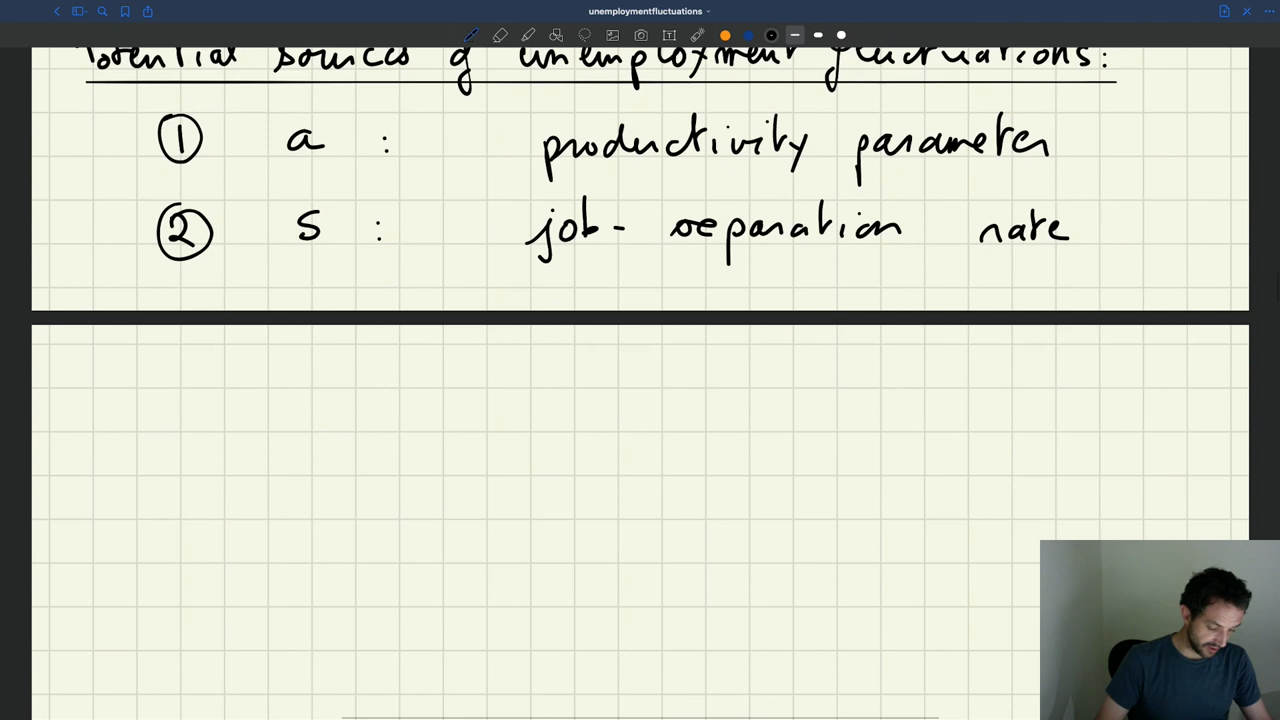 unemploymentfluctuations
Potential sources of unemployment fluctuations:
① a : productivity parameter
② s : job-separation rate